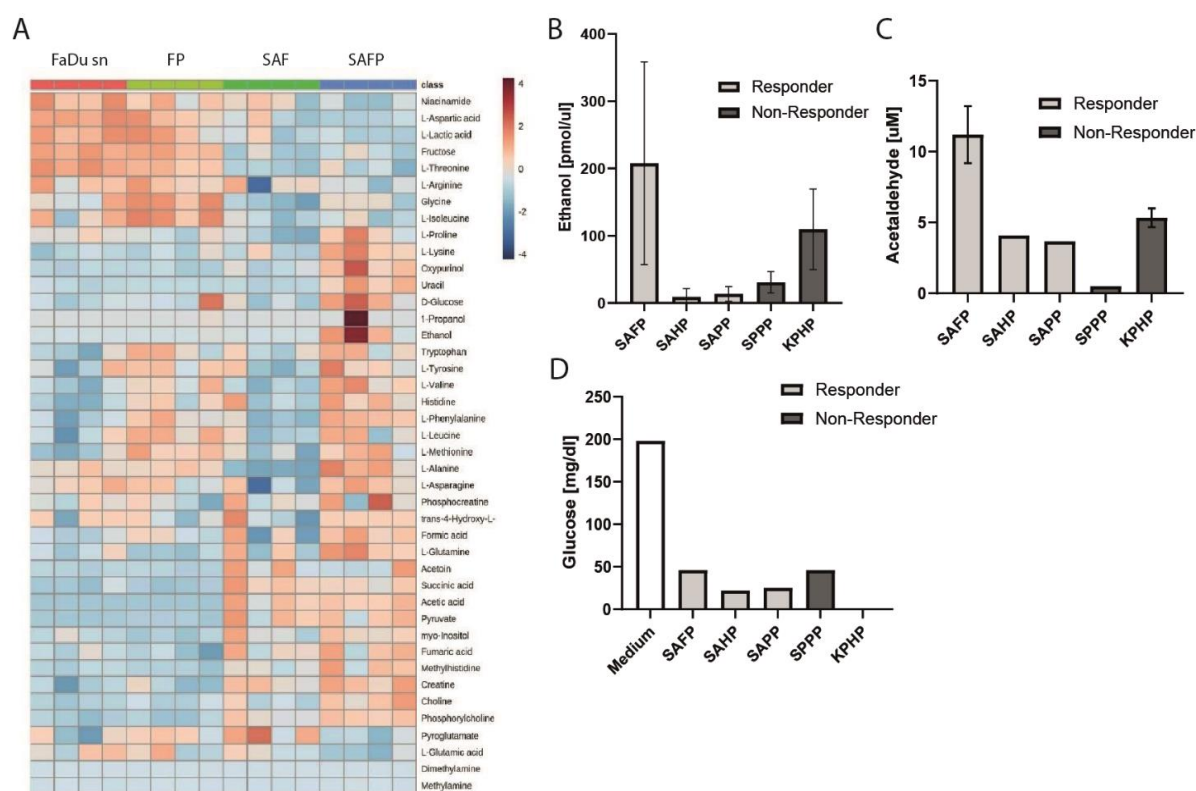 A
FaDu sn FP SAF SAFP
class
Niacinamide
L-Aspartic acid
L-Lactic acid
Fructose
L-Threonine
L-Arginine
Glycine
L-Isoleucine
L-Proline
L-Lysine
Oxypurinol
Uracil
D-Glucose
1-Propanol
Ethanol
Tryptophan
L-Tyrosine
L-Valine
Histidine
L-Phenylalanine
L-Leucine
L-Methionine
L-Alanine
L-Asparagine
Phosphocreatine
trans-4-Hydroxy-L-
Formic acid
L-Glutamine
Acetoin
Succinic acid
Acetic acid
Pyruvate
myo-Inositol
Fumaric acid
Methylhistidine
Creatine
Choline
Phosphorylcholine
Pyroglutamate
L-Glutamic acid
Dimethylamine
Methylamine
4
2
0
-2
-4
B
Ethanol [pmol/ul]
400
300
200
100
0
Responder
Non-Responder
SAFP SAHP SAPP SPPP KPHP
C
Acetaldehyde [uM]
15
10
5
0
Responder
Non-Responder
SAFP SAHP SAPP SPPP KPHP
D
Glucose [mg/dl]
250
200
150
100
50
0
Responder
Non-Responder
Medium SAFP SAHP SAPP SPPP KPHP